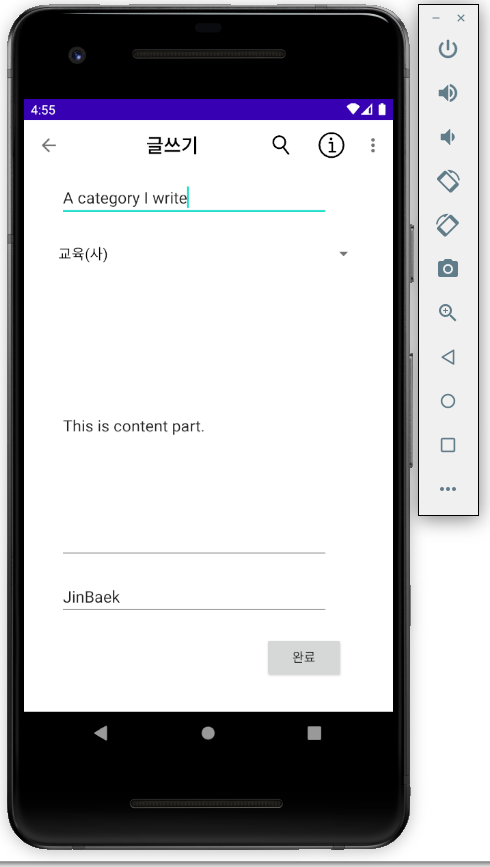 4:55
글쓰기
A category I write
교육(사)
This is content part.
JinBaek
완료